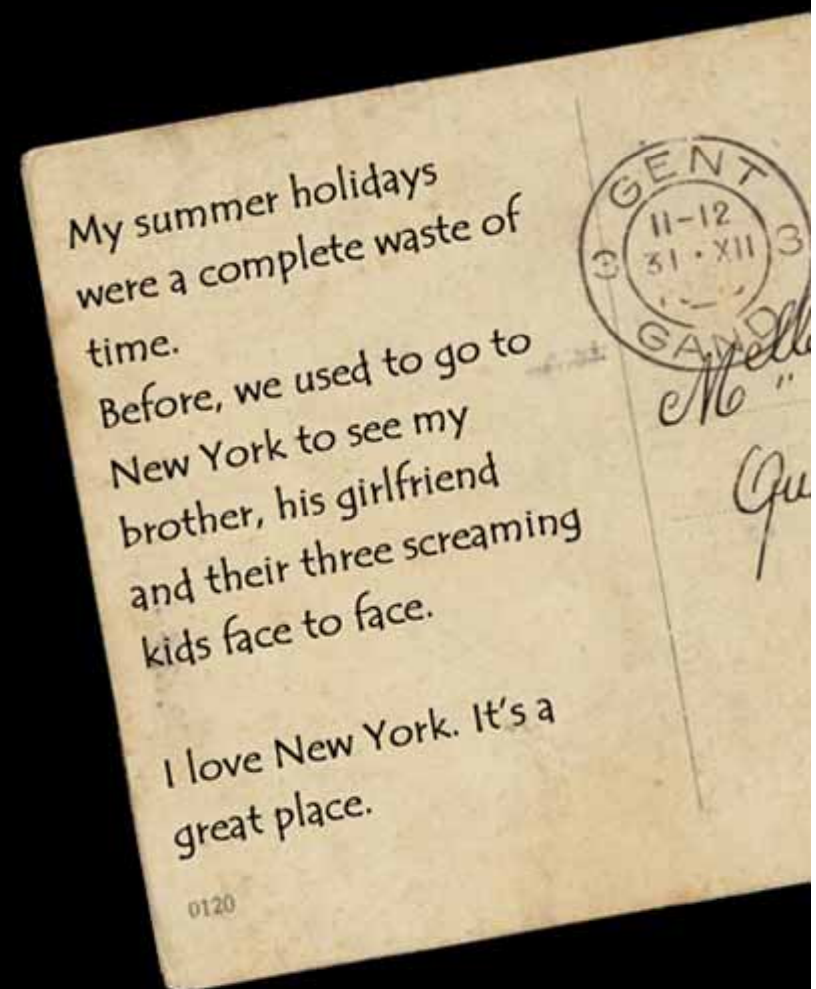 My summer holidays
were a complete waste of
time.
Before, we used to go to
New York to see my
brother, his girlfriend
and their three screaming
kids face to face.
I love New York. It's a
great place.
0120
GENT
11-12
3 31 · XII 3
GAND